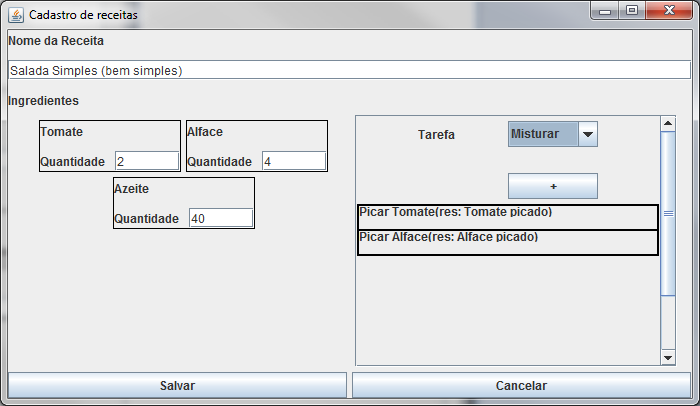 Cadastro de receitas
Nome da Receita
Salada Simples (bem simples)
Ingredientes
Tomate
Quantidade 2
Alface
Quantidade 4
Azeite
Quantidade 40
Tarefa Misturar
+
Picar Tomate(res: Tomate picado)
Picar Alface(res: Alface picado)
Salvar
Cancelar